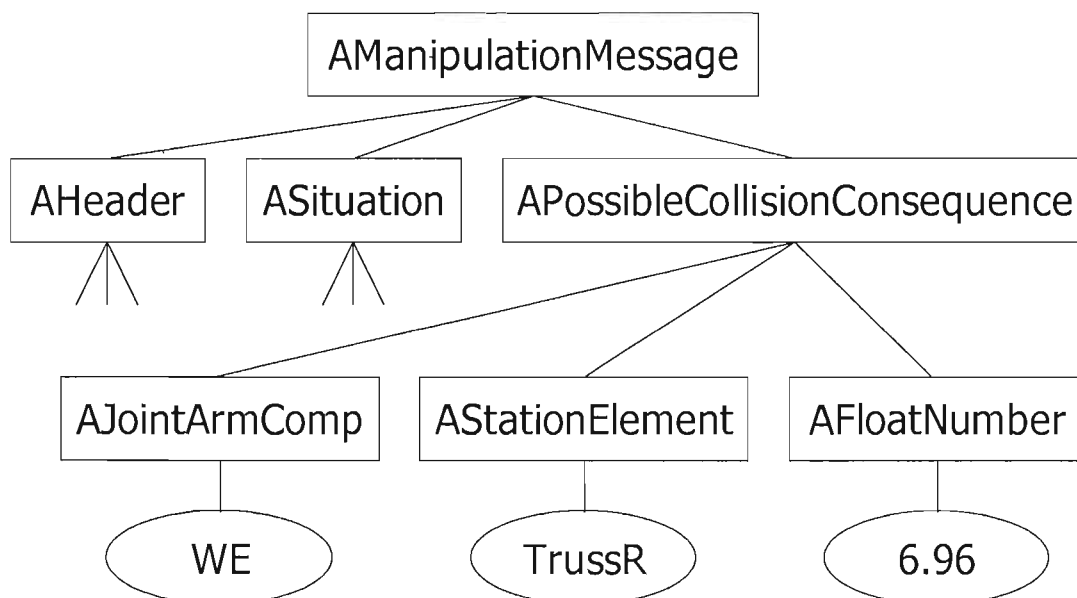 AManipulationMessage
AHeader
ASituation
APossibleCollisionConsequence
AJointArmComp
AStationElement
AFloatNumber
WE
TrussR
6.96